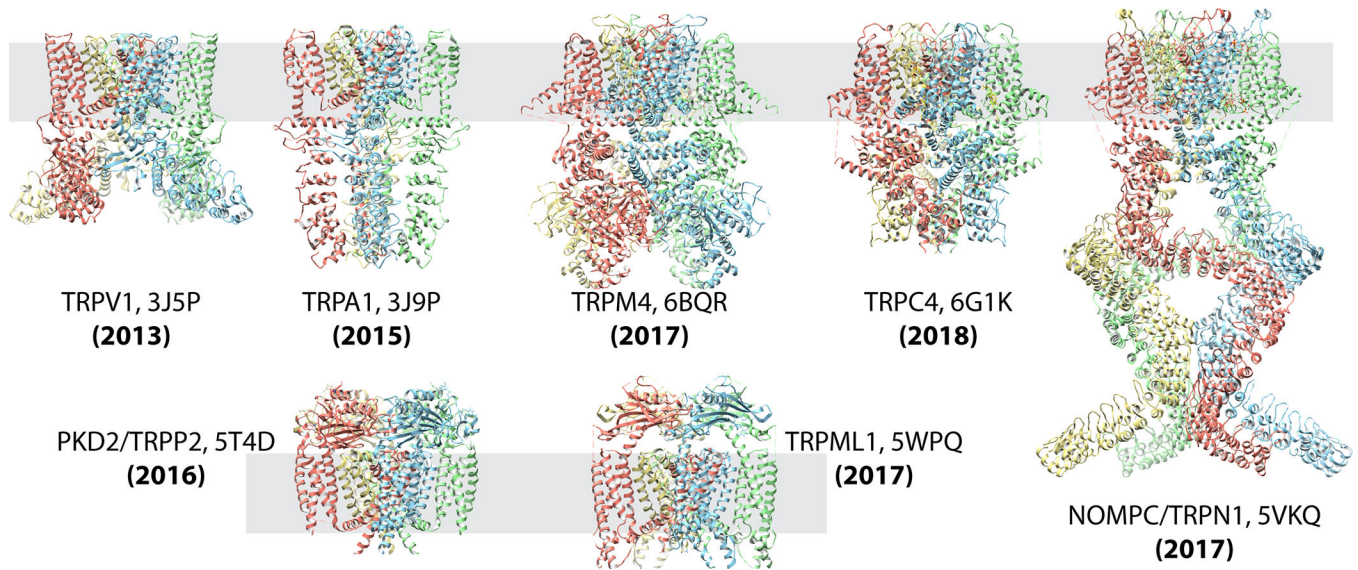 TRPV1, 3J5P
(2013)
TRPA1, 3J9P
(2015)
TRPM4, 6BQR
(2017)
TRPC4, 6G1K
(2018)
PKD2/TRPP2, 5T4D
(2016)
TRPML1, 5WPQ
(2017)
NOMPC/TRPN1, 5VKQ
(2017)